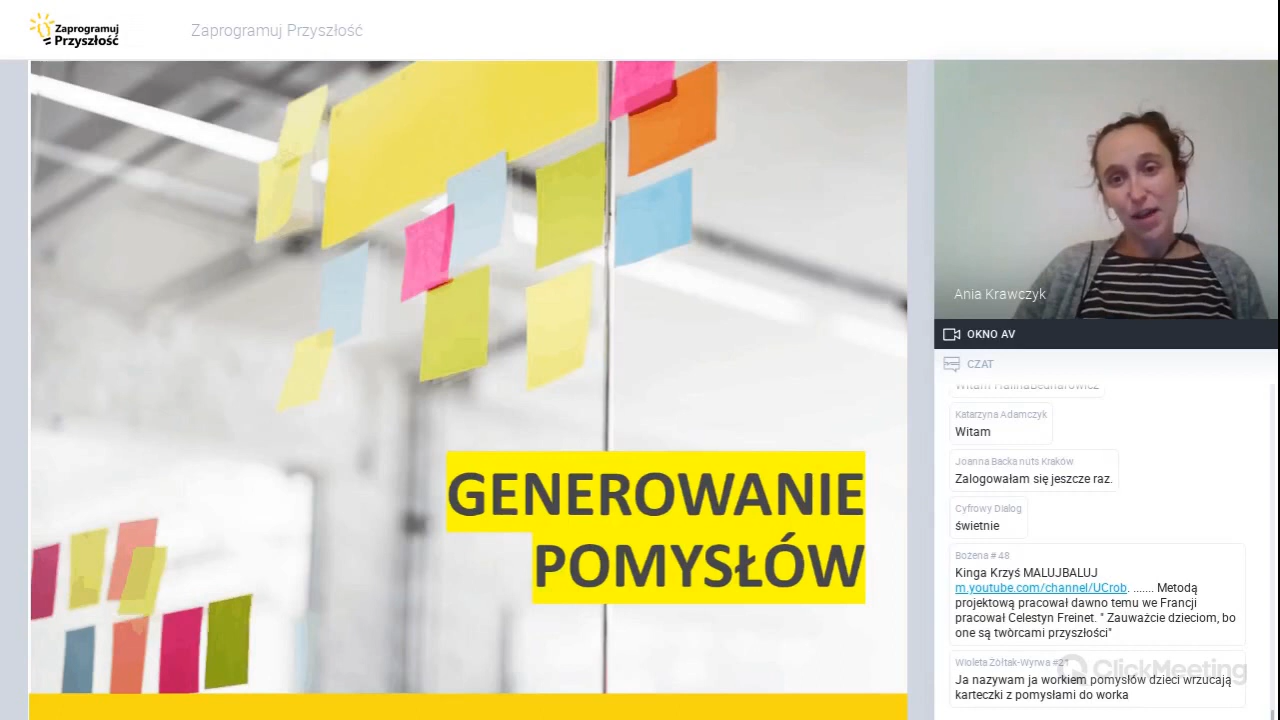 Zaprogramuj
Przyszłość
Zaprogramuj Przyszłość
GENEROWANIE
POMYSŁÓW
Ania Krawczyk
OKNO AV
CZAT
Witam HalinaBednarowicz
Katarzyna Adamczyk
Witam
Joanna Backa nuts Kraków
Zalogowałam się jeszcze raz.
Cyfrowy Dialog
świetnie
Bożena # 48
Kinga Krzyś MALUJBALUJ
m.youtube.com/channel/UCrob. ....... Metodą
projektową pracował dawno temu we Francji
pracował Celestyn Freinet. " Zauważcie dzieciom, bo
one są twòrcami przyszłości"
Wioleta Żółtak-Wyrwa #21
ClickMeeting
Ja nazywam ja workiem pomysłów dzieci wrzucają
karteczki z pomysłami do worka